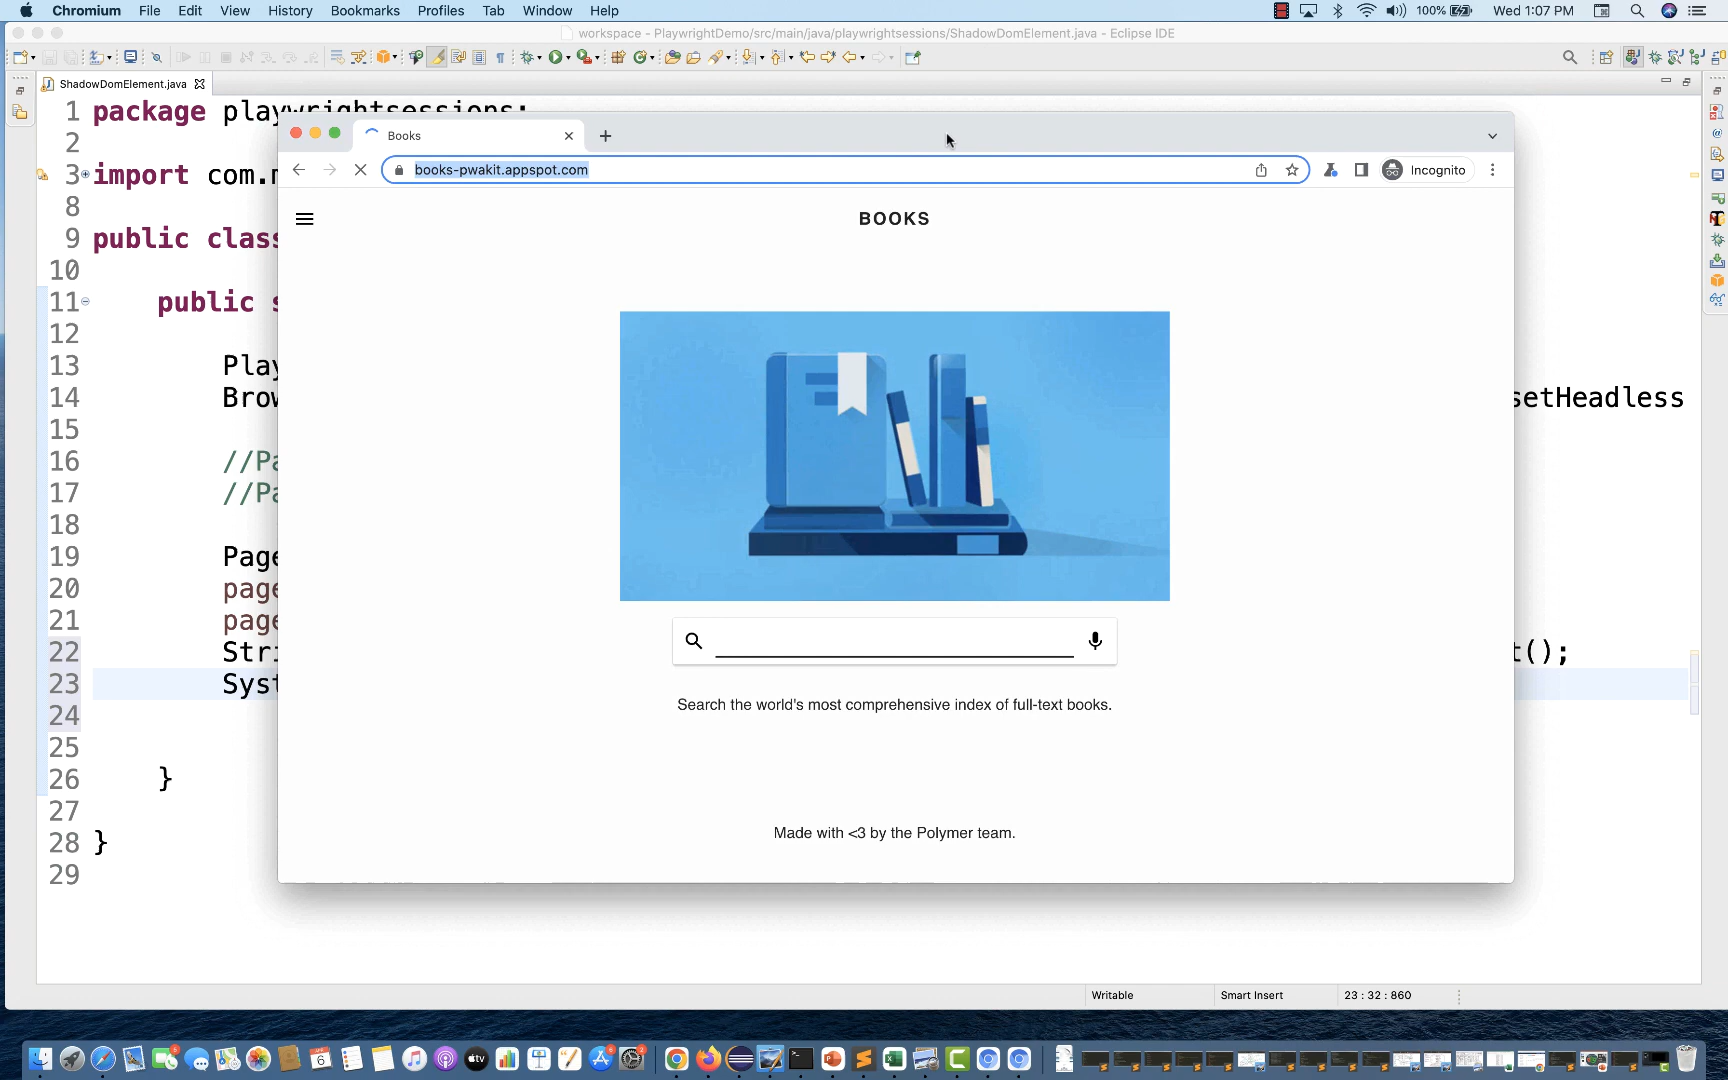 Chromium File Edit View History Bookmarks Profiles Tab Window Help 100% Wed 1:07 PM
workspace - PlaywrightDemo/src/main/java/playwrightsessions/ShadowDomElement.java - Eclipse IDE
ShadowDomElement.java
1 package playwrightsessions;
Books
2
books-pwakit.appspot.com Incognito
3 import com.
8 BOOKS
9 public class
10
11 public s
12
13 Play
14 Brow setHeadless
15
16 //Pa
17 //Pa
18
19 Page
20 page
21 page
22 Stri t();
23 Syst
Search the world's most comprehensive index of full-text books.
24
25
26 }
27
Made with <3 by the Polymer team.
28 }
29
Writable Smart Insert 23 : 32 : 860